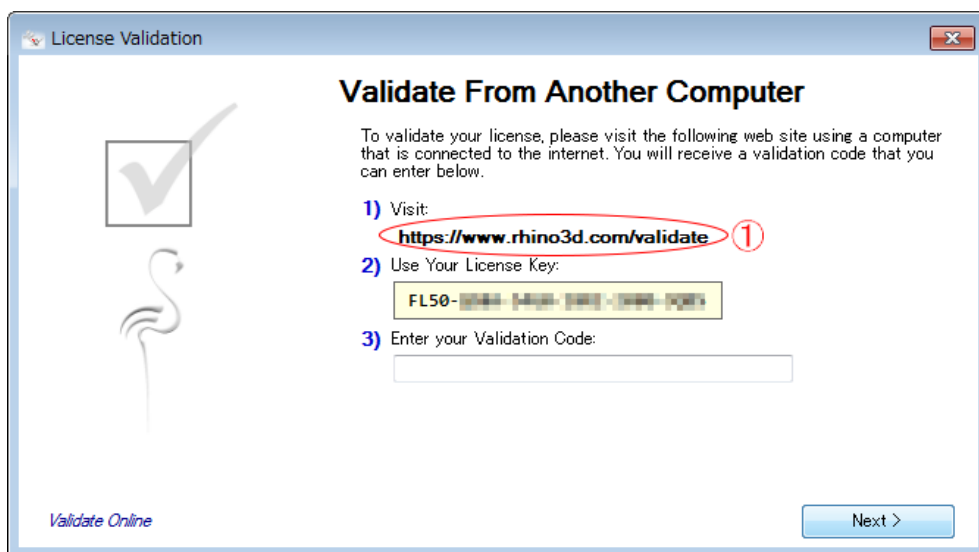 License Validation
Validate From Another Computer
To validate your license, please visit the following web site using a computer
that is connected to the internet. You will receive a validation code that you
can enter below.
1) Visit:
https://www.rhino3d.com/validate ①
2) Use Your License Key:
FL50-
3) Enter your Validation Code:
Validate Online
Next >